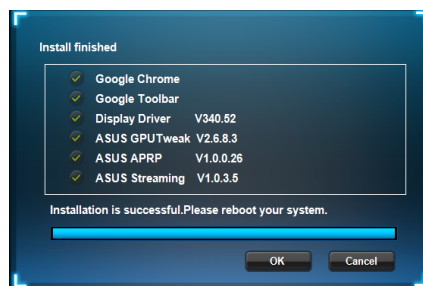 Install finished
Google Chrome
Google Toolbar
Display Driver V340.52
ASUS GPUTweak V2.6.8.3
ASUS APRP V1.0.0.26
ASUS Streaming V1.0.3.5
Installation is successful.Please reboot your system.
OK Cancel